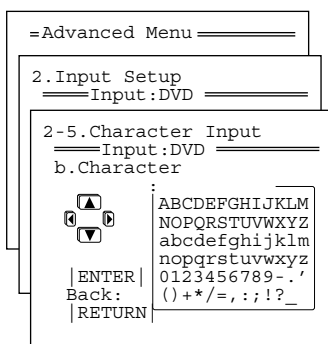 Advanced Menu
2.Input Setup
Input:DVD
2-5.Character Input
Input:DVD
b.Character
:
ABCDEFGHIJKLM
NOPQRSTUVWXYZ
abcdefghijklm
nopqrstuvwxyz
|ENTER| 0123456789-.'
Back: ()+*/=,:;!?_
|RETURN|